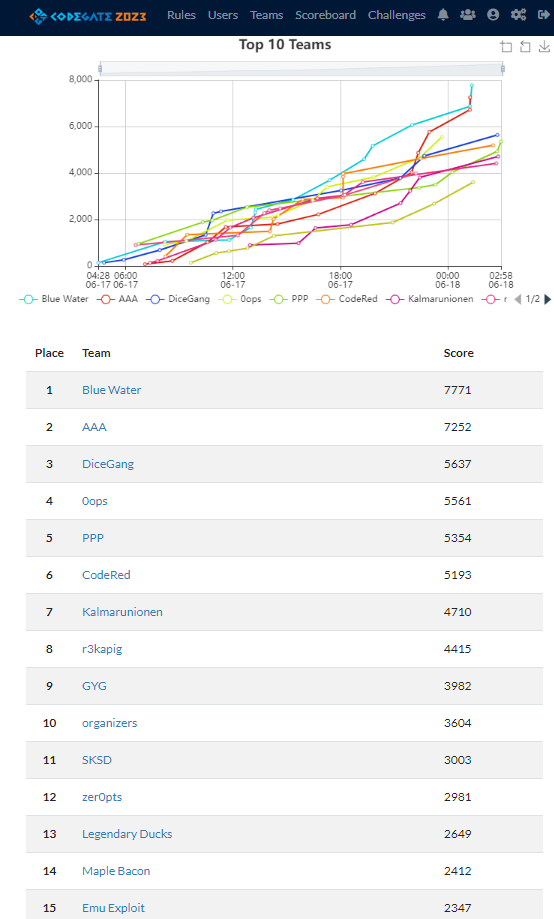 CODEGATE 2023 Rules Users Teams Scoreboard Challenges
Top 10 Teams
8,000
6,000
4,000
2,000
0
04:28 06:00 12:00 18:00 00:00 02:58
06-17 06-17 06-17 06-17 06-18 06-18
Blue Water AAA DiceGang 0ops PPP CodeRed Kalmarunionen r 1/2
Place Team Score
1 Blue Water 7771
2 AAA 7252
3 DiceGang 5637
4 0ops 5561
5 PPP 5354
6 CodeRed 5193
7 Kalmarunionen 4710
8 r3kapig 4415
9 GYG 3982
10 organizers 3604
11 SKSD 3003
12 zer0pts 2981
13 Legendary Ducks 2649
14 Maple Bacon 2412
15 Emu Exploit 2347